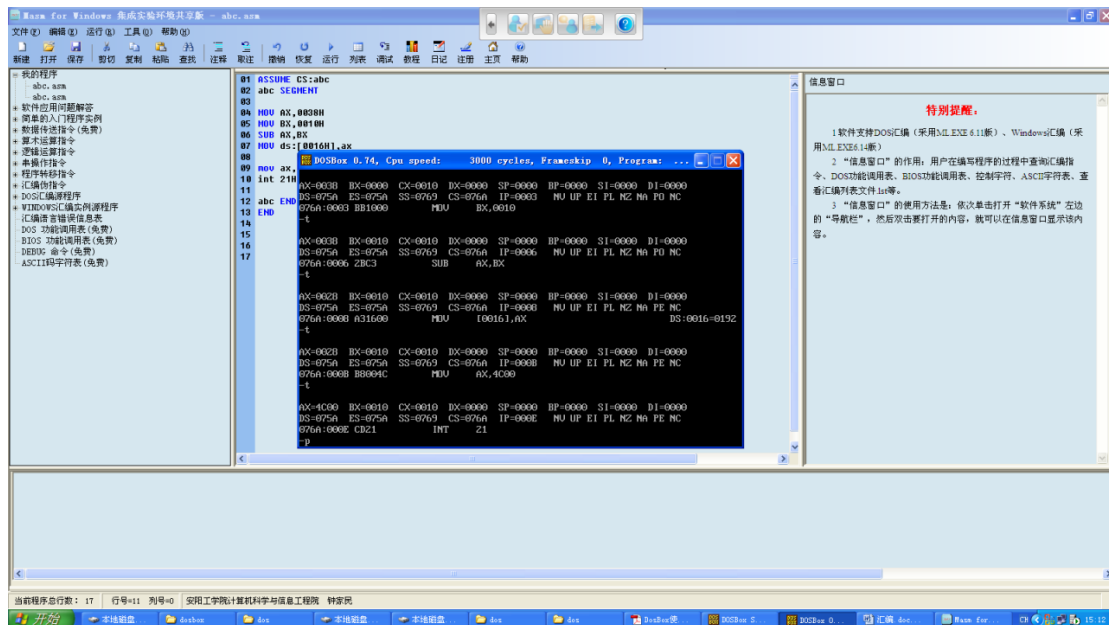 Masm for Windows 集成实验环境共享版 - abc.asm
文件(F) 编辑(E) 运行(R) 工具(Q) 帮助(H)
新建 打开 保存 剪切 复制 粘贴 查找 注释 取注 撤销 恢复 运行 列表 调试 教程 日记 注册 主页 帮助
我的程序
abc.asm
abc.asm
软件应用问题解答
简单的入门程序实例
数据传送指令(免费)
算术运算指令
逻辑运算指令
串操作指令
程序转移指令
汇编伪指令
DOS汇编源程序
WINDOWS汇编实例源程序
汇编语言错误信息表
DOS 功能调用表(免费)
BIOS 功能调用表(免费)
DEBUG 命令(免费)
ASCII码字符表(免费)
01 ASSUME CS:abc
02 abc SEGMENT
03
04 MOV AX,0038H
05 MOV BX,0010H
06 SUB AX,BX
07 MOV ds:[0016H],ax
08
09 mov ax,
10 int 21H
11
12 abc END
13 END
14
15
16
17
DOSBox 0.74, Cpu speed: 3000 cycles, Frameskip 0, Program: ...
AX=0038 BX=0000 CX=0010 DX=0000 SP=0000 BP=0000 SI=0000 DI=0000
DS=075A ES=075A SS=0769 CS=076A IP=0003 NV UP EI PL NZ NA PO NC
076A:0003 BB1000 MOV BX,0010
-t
AX=0038 BX=0010 CX=0010 DX=0000 SP=0000 BP=0000 SI=0000 DI=0000
DS=075A ES=075A SS=0769 CS=076A IP=0006 NV UP EI PL NZ NA PO NC
076A:0006 2BC3 SUB AX,BX
-t
AX=0028 BX=0010 CX=0010 DX=0000 SP=0000 BP=0000 SI=0000 DI=0000
DS=075A ES=075A SS=0769 CS=076A IP=0008 NV UP EI PL NZ NA PE NC
076A:0008 A31600 MOV [0016],AX DS:0016=0192
-t
AX=0028 BX=0010 CX=0010 DX=0000 SP=0000 BP=0000 SI=0000 DI=0000
DS=075A ES=075A SS=0769 CS=076A IP=000B NV UP EI PL NZ NA PE NC
076A:000B B8004C MOV AX,4C00
-t
AX=4C00 BX=0010 CX=0010 DX=0000 SP=0000 BP=0000 SI=0000 DI=0000
DS=075A ES=075A SS=0769 CS=076A IP=000E NV UP EI PL NZ NA PE NC
076A:000E CD21 INT 21
-p
信息窗口
特别提醒：
1 软件支持DOS汇编（采用ML.EXE 6.11版）、Windows汇编（采
用ML.EXE6.14版）
2 “信息窗口”的作用：用户在编写程序的过程中查询汇编指
令、DOS功能调用表、BIOS功能调用表、控制字符、ASCII字符表、查
看汇编列表文件.lst等。
3 “信息窗口”的使用方法是：依次单击打开“软件系统”左边
的“导航栏”，然后双击要打开的内容，就可以在信息窗口显示该内
容。
当前程序总行数： 17 行号=11 列号=0 安阳工学院计算机科学与信息工程院 钟家民
开始 本地磁盘... dosbox dos 本地磁盘... 本地磁盘... dos dos DosBox使... DOSBox S... DOSBox 0... 汇编 doc... Masm for... CH 15:12